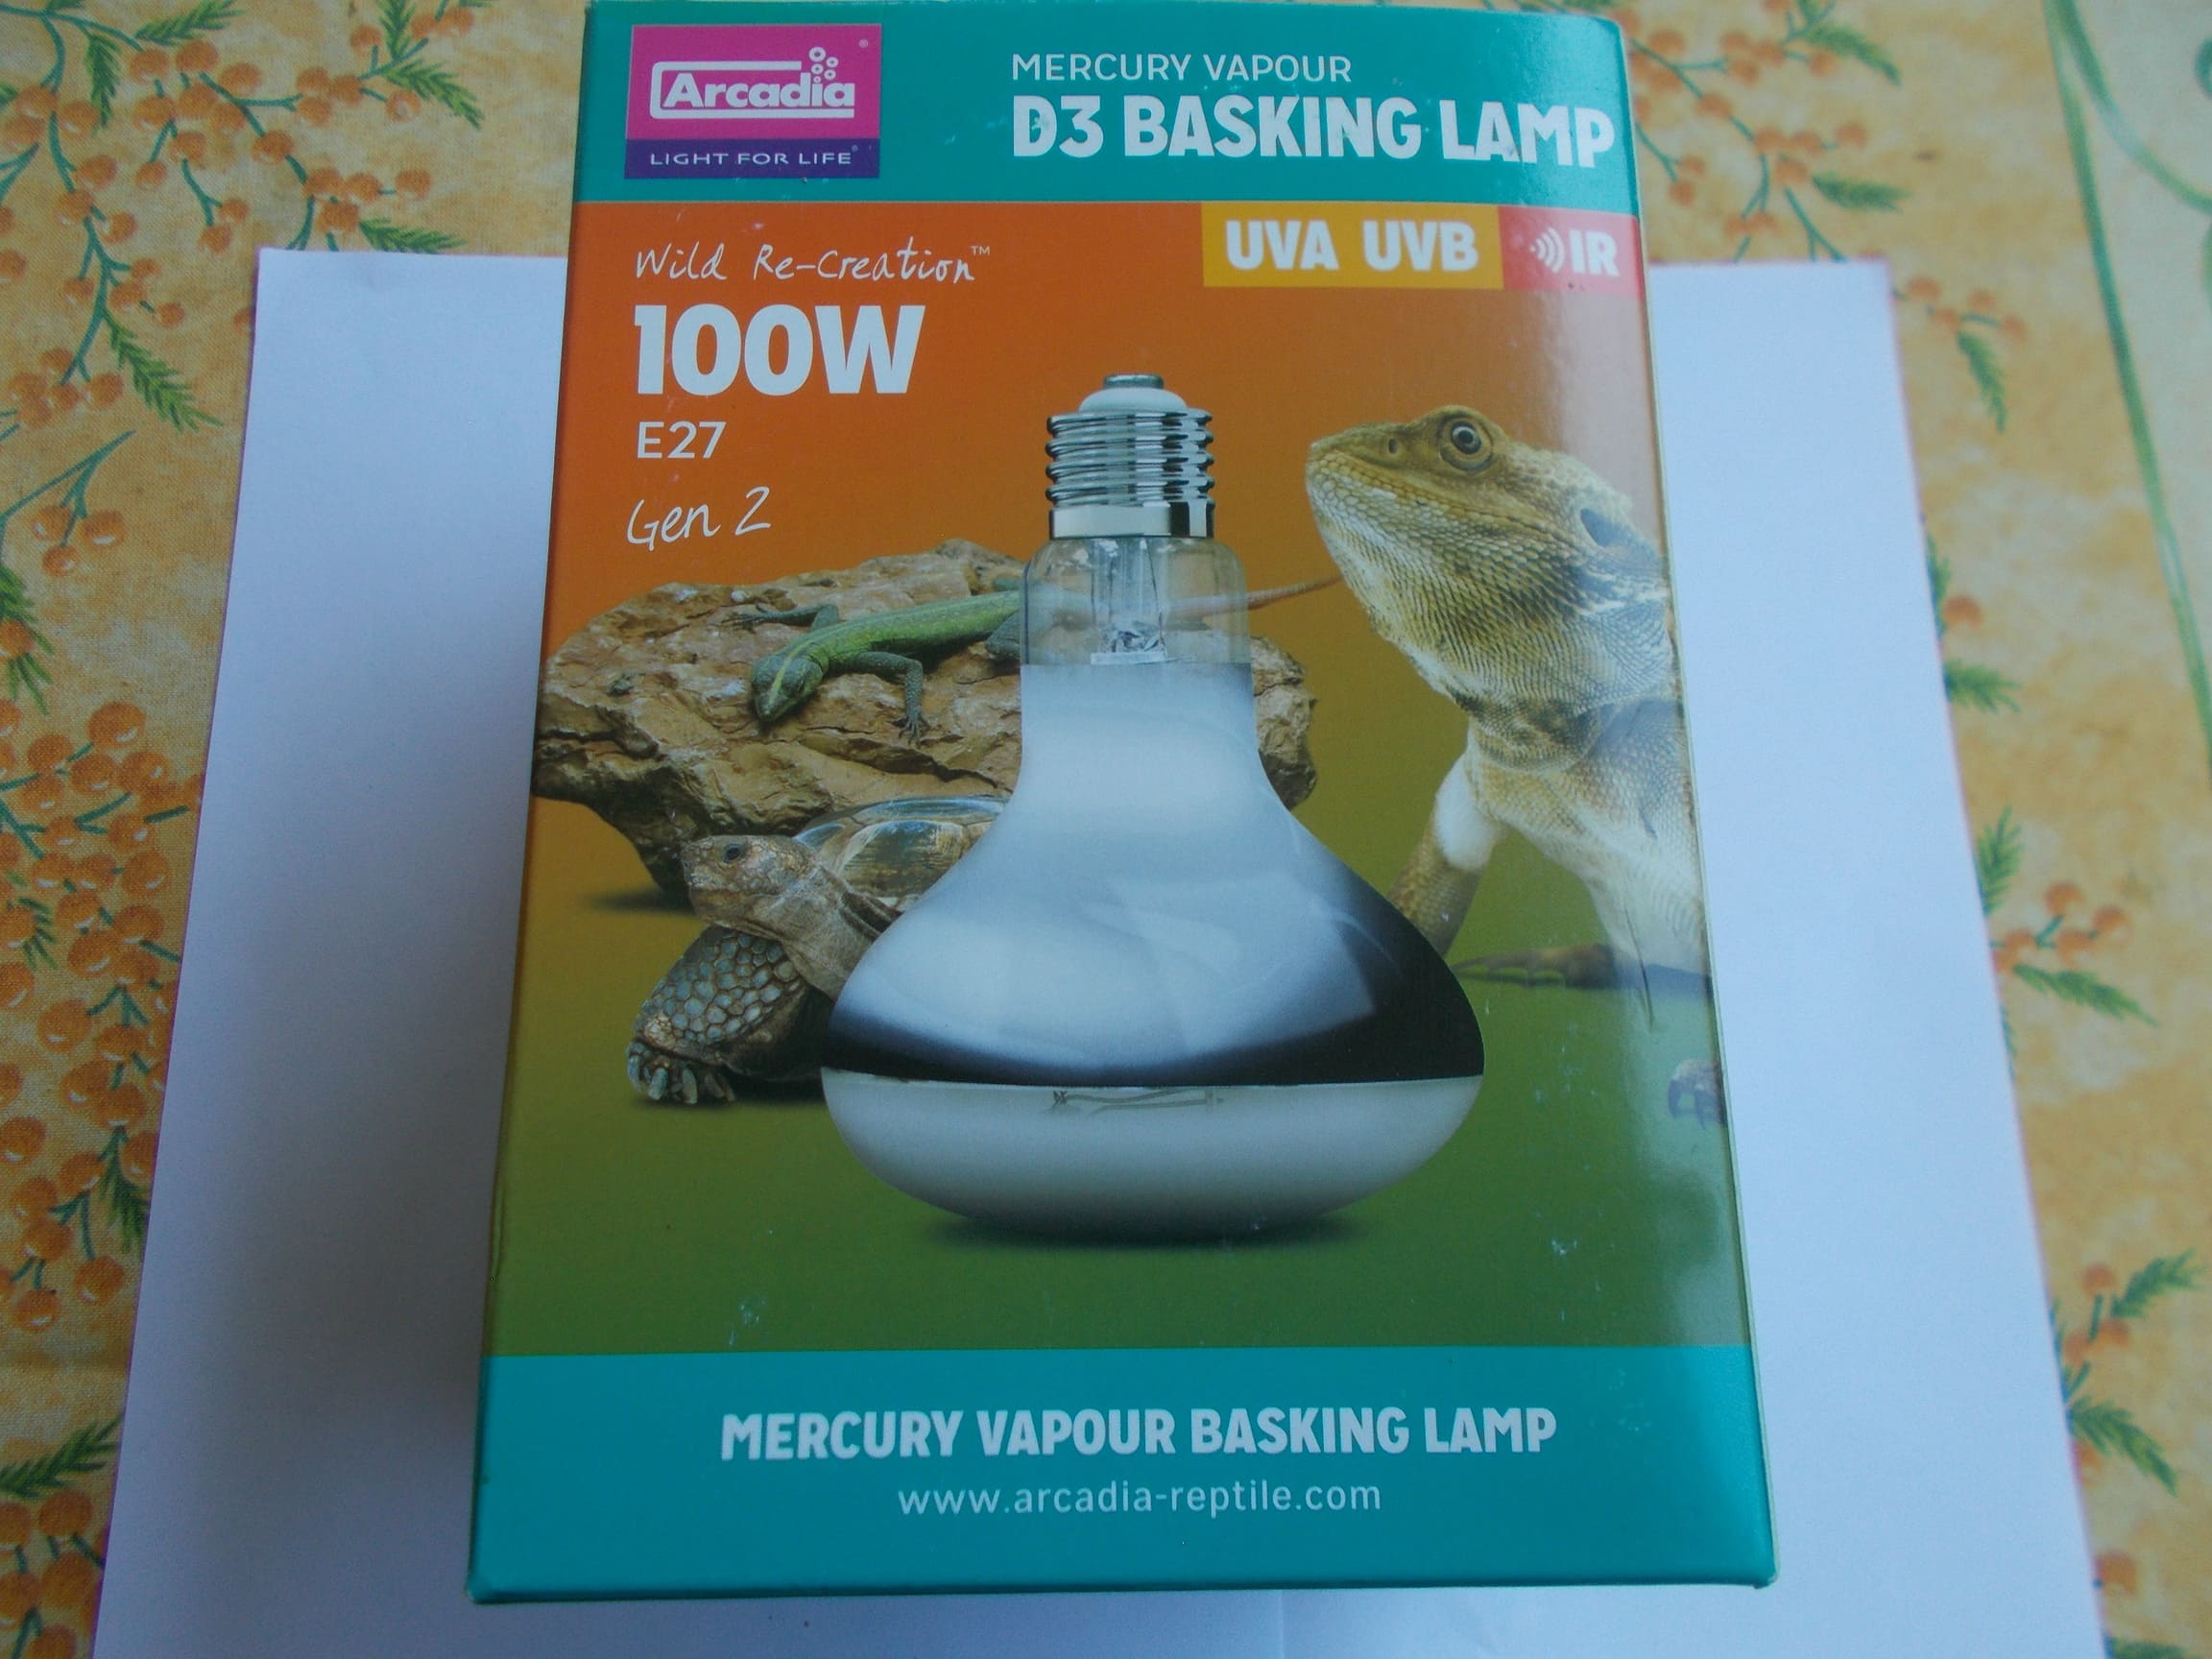 Arcadia®
LIGHT FOR LIFE®
MERCURY VAPOUR
D3 BASKING LAMP
UVA UVB IR
Wild Re-Creation™
100W
E27
Gen 2
MERCURY VAPOUR BASKING LAMP
www.arcadia-reptile.com